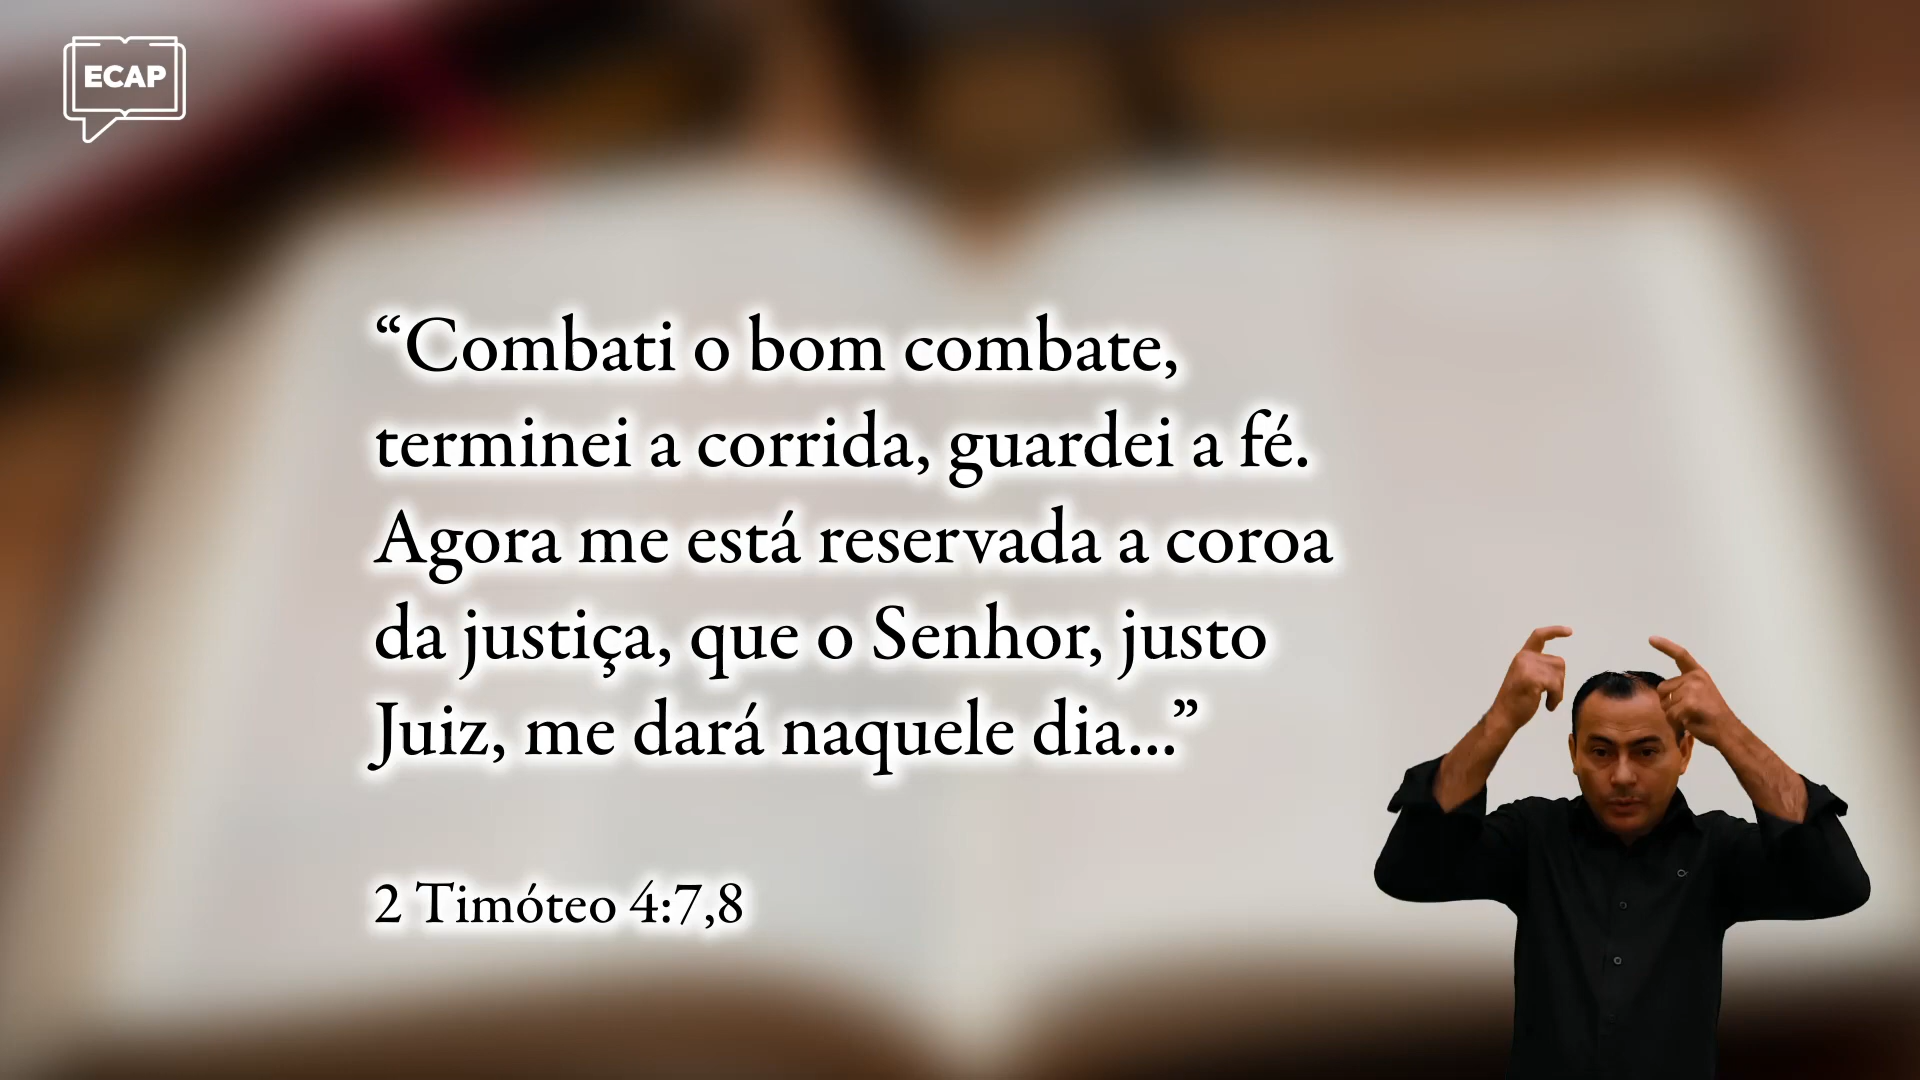 ECAP
“Combati o bom combate,
terminei a corrida, guardei a fé.
Agora me está reservada a coroa
da justiça, que o Senhor, justo
Juiz, me dará naquele dia...”
2 Timóteo 4:7,8